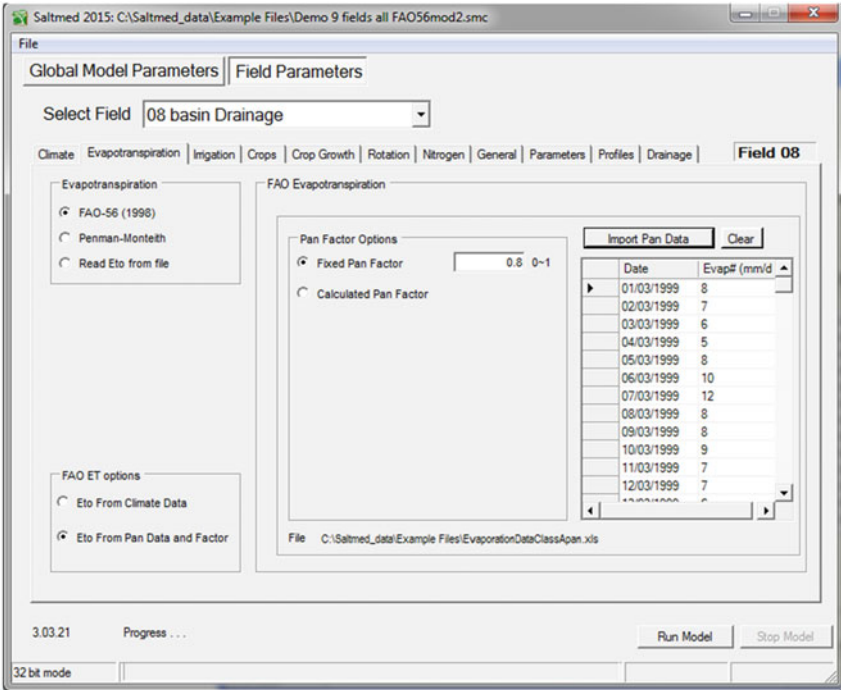 Saltmed 2015: C:\Saltmed_data\Example Files\Demo 9 fields all FAO56mod2.smc
File
Global Model Parameters Field Parameters
Select Field 08 basin Drainage
Climate Evapotranspiration Irrigation Crops Crop Growth Rotation Nitrogen General Parameters Profiles Drainage Field 08
Evapotranspiration
FAO-56 (1998)
Penman-Monteith
Read Eto from file
FAO ET options
Eto From Climate Data
Eto From Pan Data and Factor
FAO Evapotranspiration
Pan Factor Options
Fixed Pan Factor 0.8 0~1
Calculated Pan Factor
Import Pan Data Clear
Date Evap# (mm/d
01/03/1999 8
02/03/1999 7
03/03/1999 6
04/03/1999 5
05/03/1999 8
06/03/1999 10
07/03/1999 12
08/03/1999 8
09/03/1999 8
10/03/1999 9
11/03/1999 7
12/03/1999 7
File C:\Saltmed_data\Example Files\EvaporationDataClassApan.xls
3.03.21 Progress . . .
Run Model Stop Model
32 bit mode